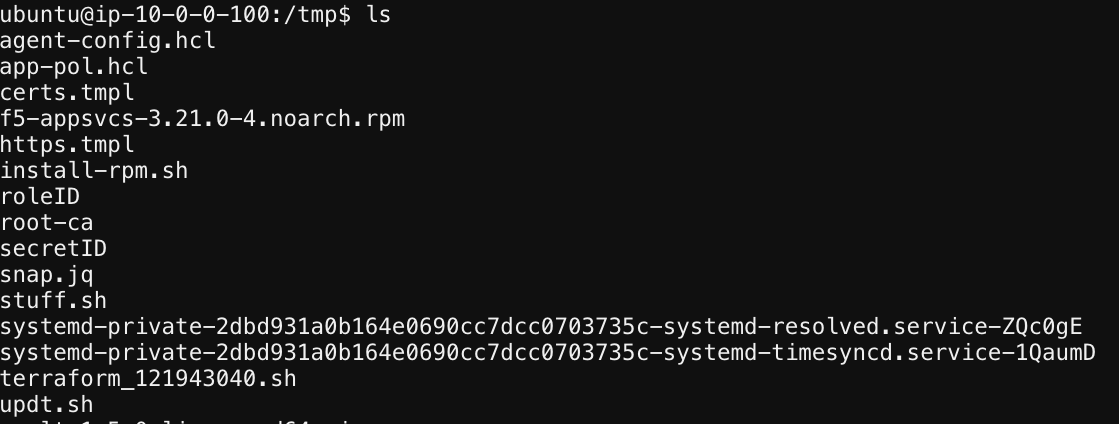 ubuntu@ip-10-0-0-100:/tmp$ ls
agent-config.hcl
app-pol.hcl
certs.tmpl
f5-appsvcs-3.21.0-4.noarch.rpm
https.tmpl
install-rpm.sh
roleID
root-ca
secretID
snap.jq
stuff.sh
systemd-private-2dbd931a0b164e0690cc7dcc0703735c-systemd-resolved.service-ZQc0gE
systemd-private-2dbd931a0b164e0690cc7dcc0703735c-systemd-timesyncd.service-1QaumD
terraform_121943040.sh
updt.sh